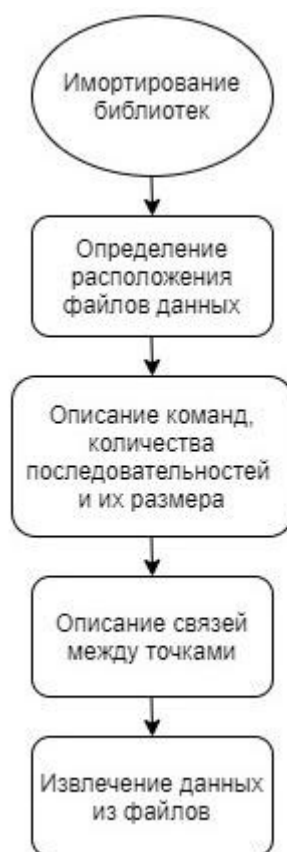 Имортирование
библиотек
Определение
расположения
файлов данных
Описание команд,
количества
последовательностей
и их размера
Описание связей
между точками
Извлечение данных
из файлов